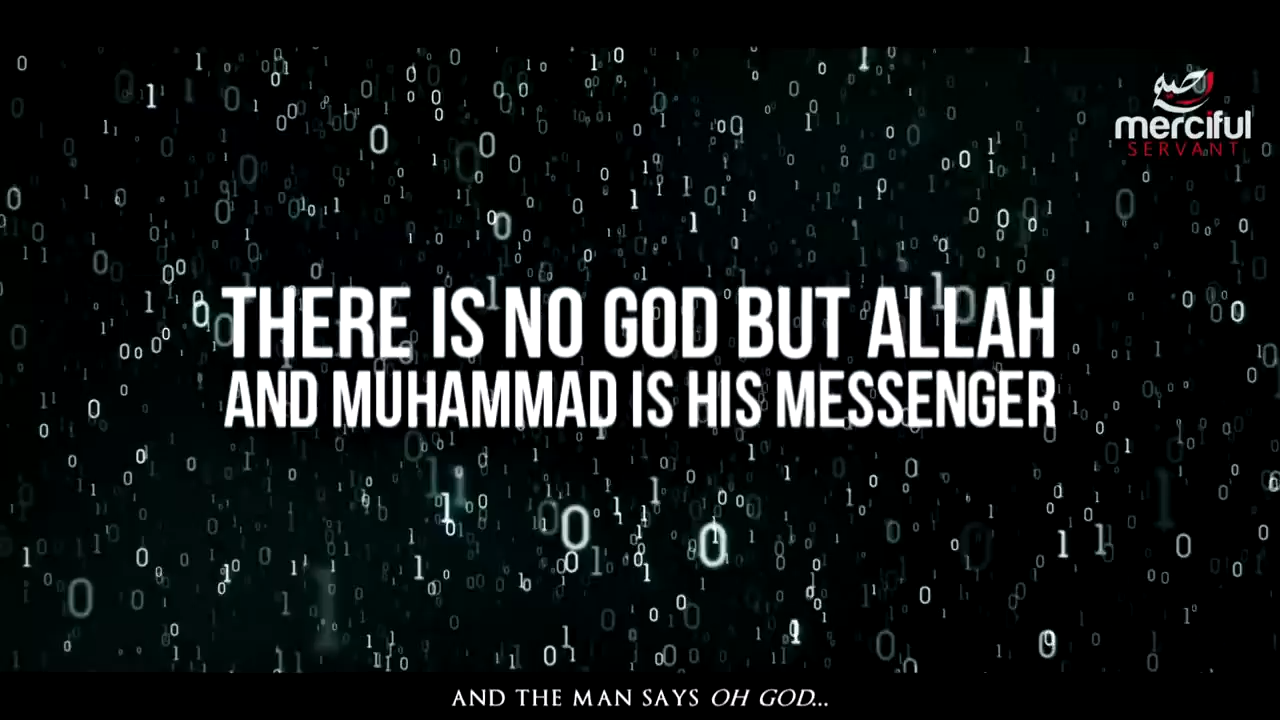 merciful
SERVANT
THERE IS NO GOD BUT ALLAH
AND MUHAMMAD IS HIS MESSENGER
AND THE MAN SAYS OH GOD...